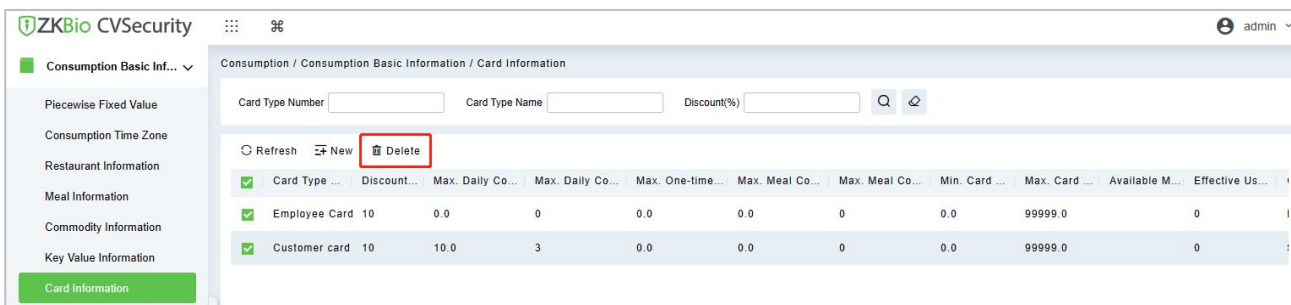 ZKBio CVSecurity
admin
Consumption Basic Inf...
Consumption / Consumption Basic Information / Card Information
Piecewise Fixed Value
Consumption Time Zone
Restaurant Information
Meal Information
Commodity Information
Key Value Information
Card Information
Card Type Number Card Type Name Discount(%)
Refresh New Delete
Card Type ... Discount... Max. Daily Co... Max. Daily Co... Max. One-time... Max. Meal Co... Max. Meal Co... Min. Card ... Max. Card ... Available M... Effective Us...
Employee Card 10 0.0 0 0.0 0.0 0 0.0 99999.0 0
Customer card 10 10.0 3 0.0 0.0 0 0.0 99999.0 0